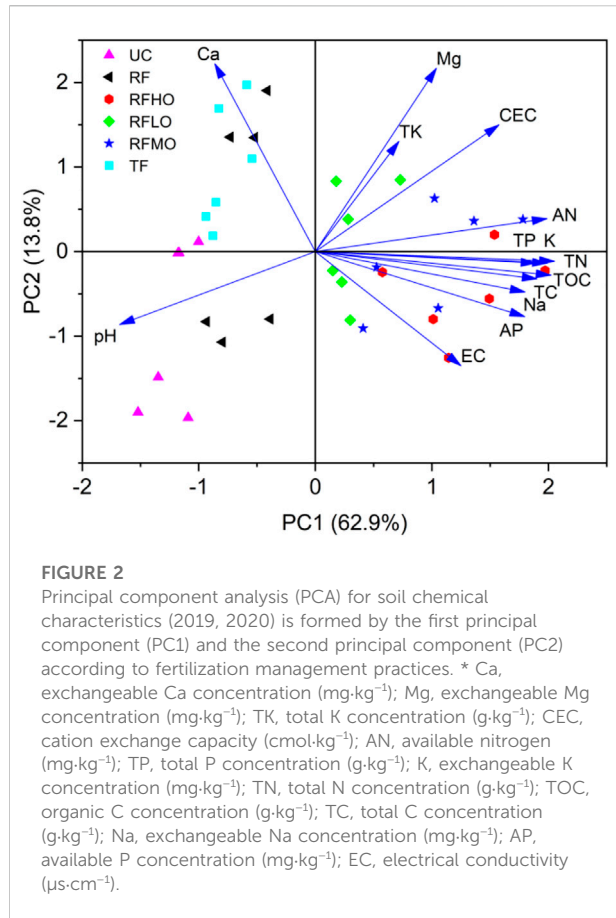 UC
RF
RFHO
RFLO
RFMO
TF
Ca
Mg
TK
CEC
AN
TP K
TN
TOC
TC
Na
AP
EC
pH
2
1
0
-1
-2
PC2 (13.8%)
-2 -1 0 1 2
PC1 (62.9%)
FIGURE 2
Principal component analysis (PCA) for soil chemical
characteristics (2019, 2020) is formed by the first principal
component (PC1) and the second principal component (PC2)
according to fertilization management practices. * Ca,
exchangeable Ca concentration (mg·kg⁻¹); Mg, exchangeable Mg
concentration (mg·kg⁻¹); TK, total K concentration (g·kg⁻¹); CEC,
cation exchange capacity (cmol·kg⁻¹); AN, available nitrogen
(mg·kg⁻¹); TP, total P concentration (g·kg⁻¹); K, exchangeable K
concentration (mg·kg⁻¹); TN, total N concentration (g·kg⁻¹); TOC,
organic C concentration (g·kg⁻¹); TC, total C concentration
(g·kg⁻¹); Na, exchangeable Na concentration (mg·kg⁻¹); AP,
available P concentration (mg·kg⁻¹); EC, electrical conductivity
(μs·cm⁻¹).